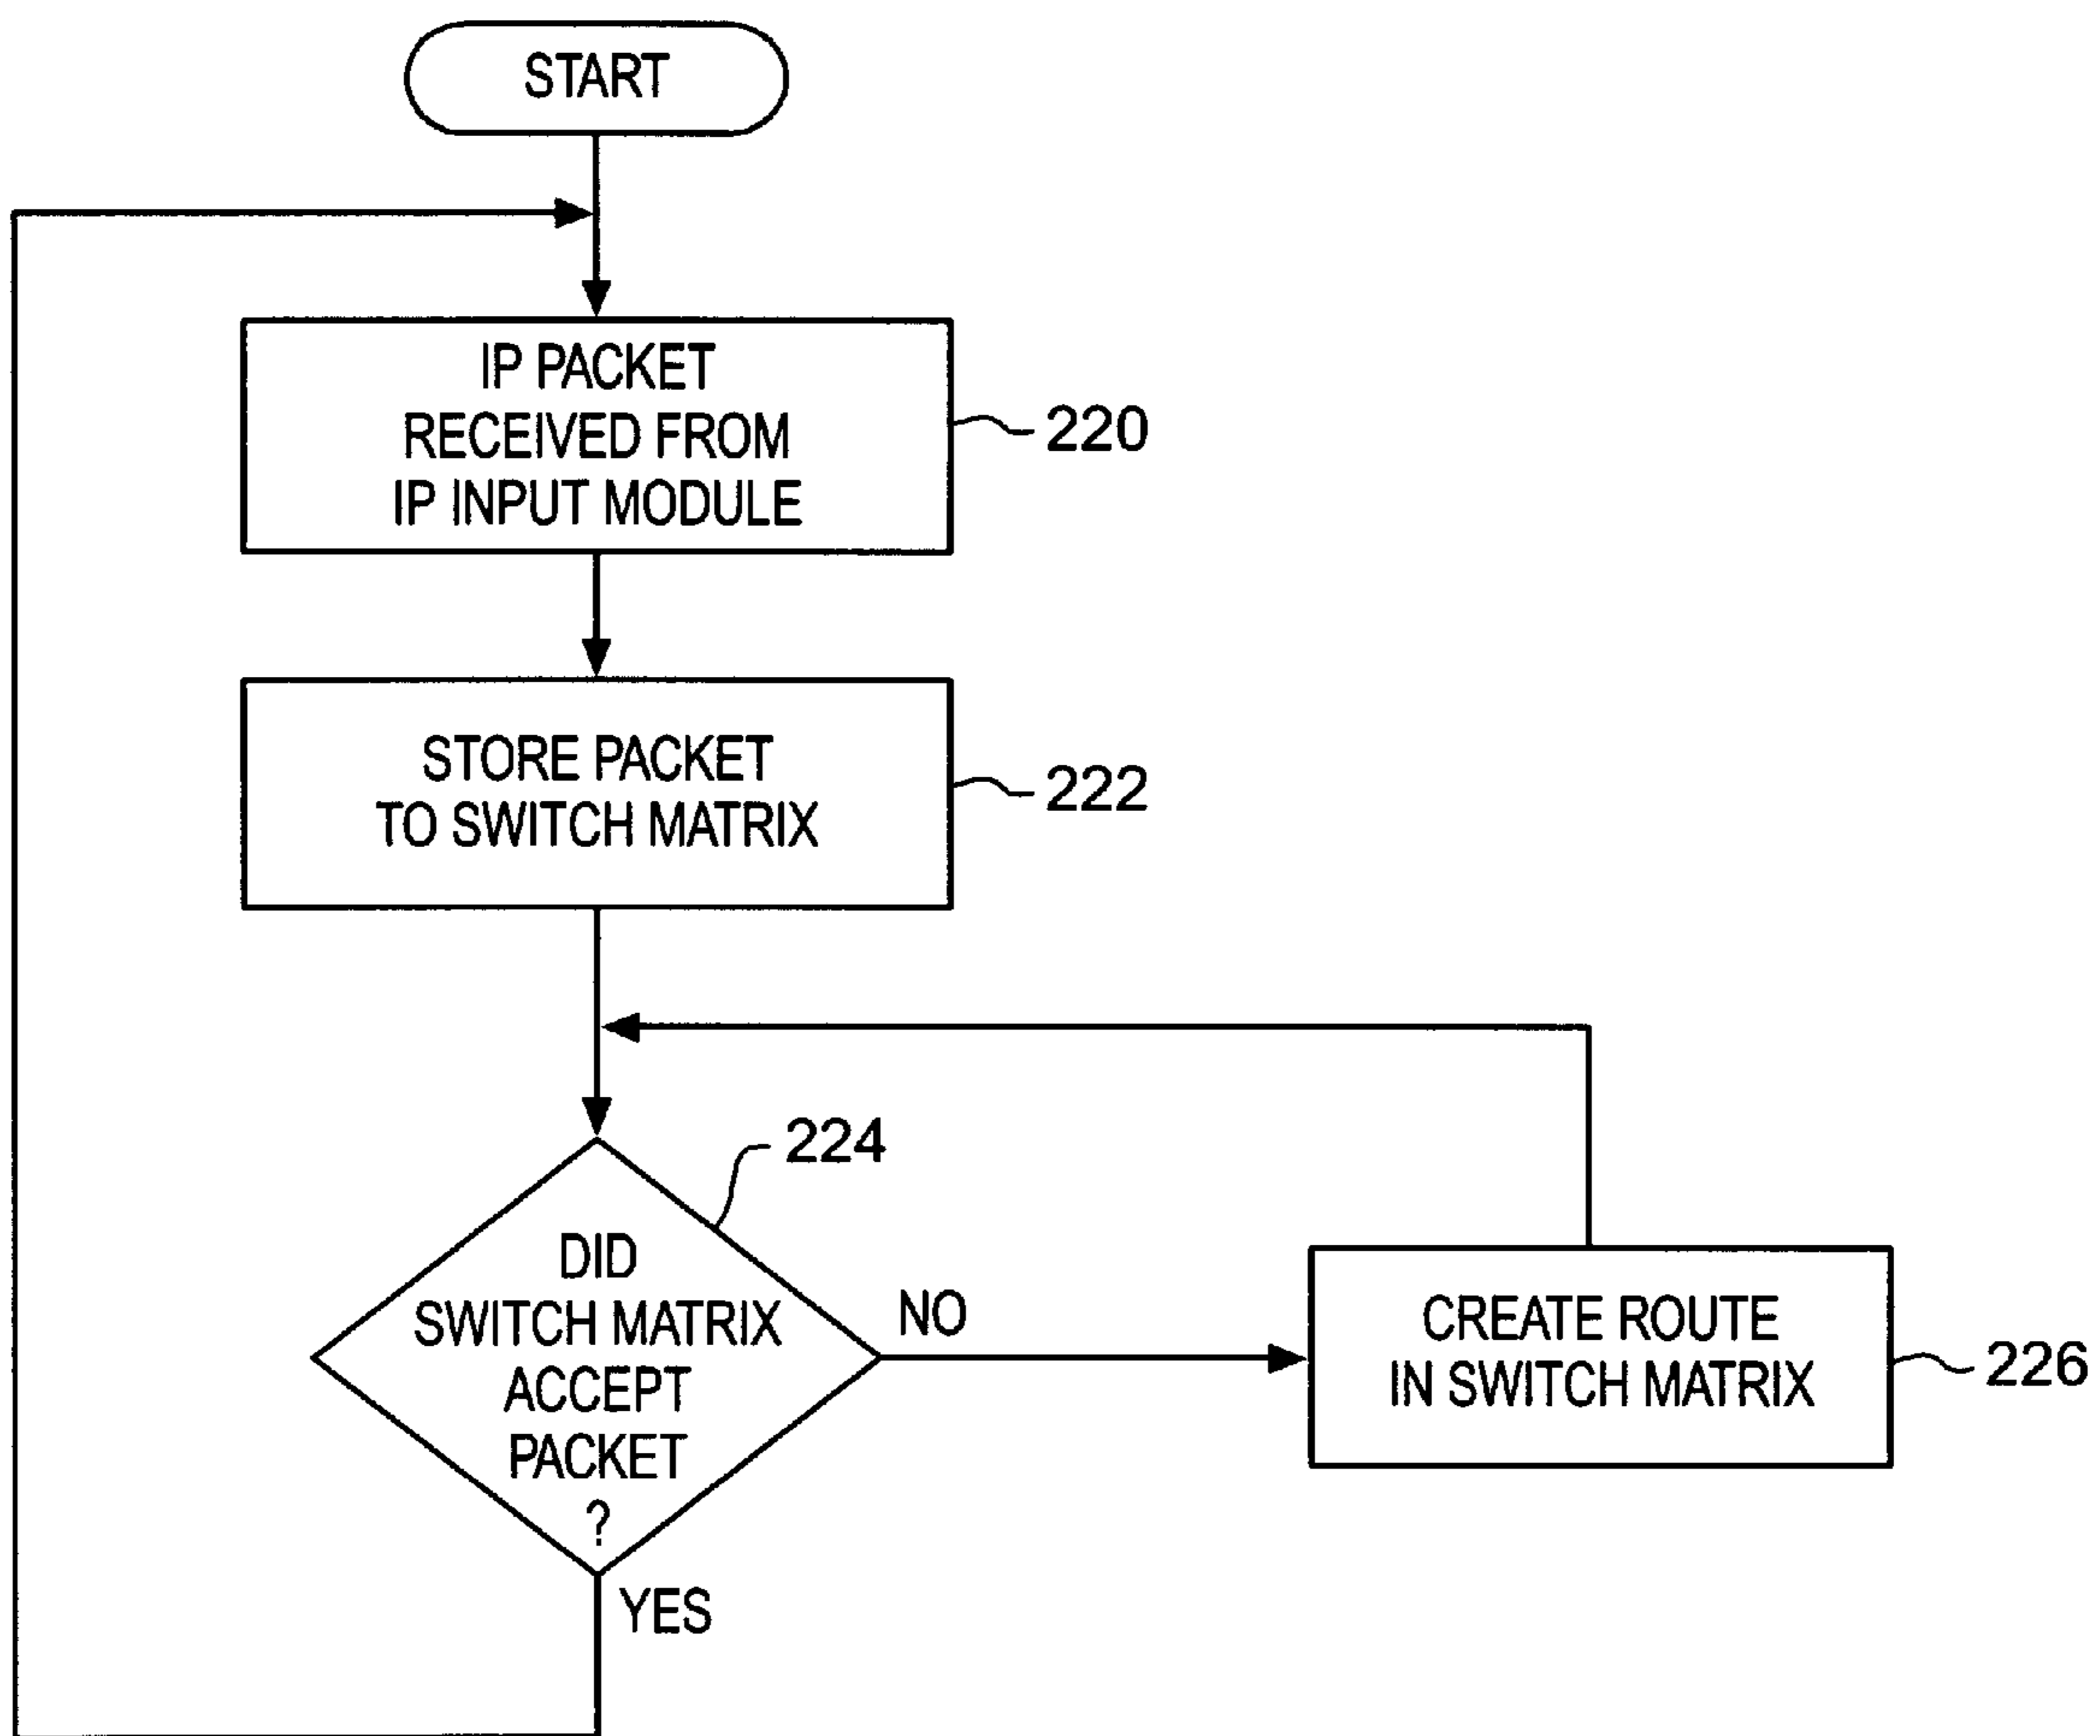 START
IP PACKET
RECEIVED FROM
IP INPUT MODULE
220
STORE PACKET
TO SWITCH MATRIX
222
224
DID
SWITCH MATRIX
ACCEPT
PACKET
?
NO
YES
CREATE ROUTE
IN SWITCH MATRIX
226